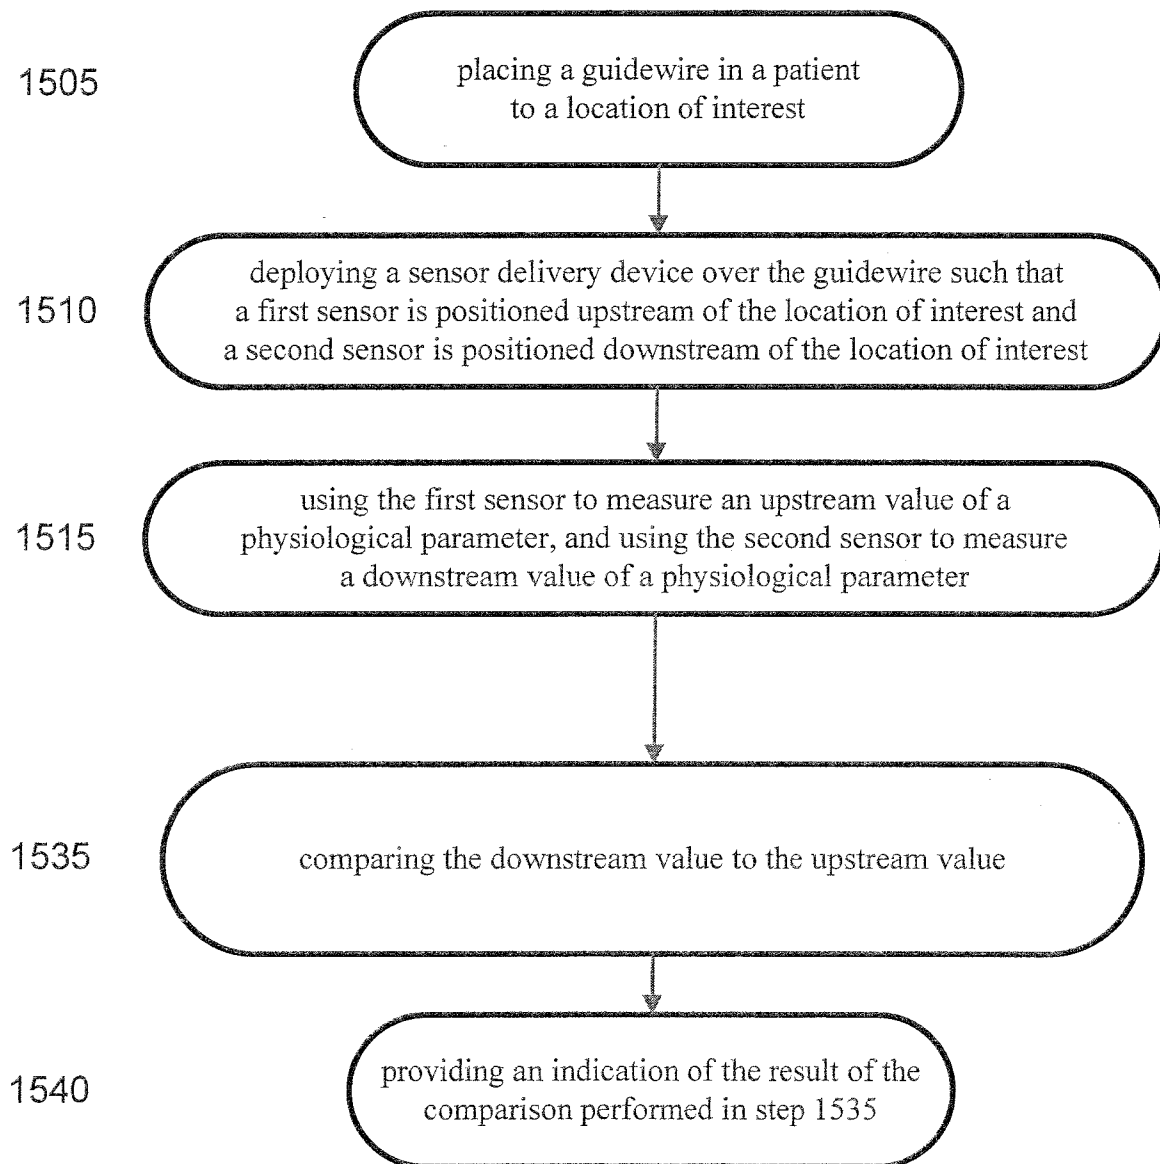 1505
placing a guidewire in a patient
to a location of interest
1510
deploying a sensor delivery device over the guidewire such that
a first sensor is positioned upstream of the location of interest and
a second sensor is positioned downstream of the location of interest
1515
using the first sensor to measure an upstream value of a
physiological parameter, and using the second sensor to measure
a downstream value of a physiological parameter
1535
comparing the downstream value to the upstream value
1540
providing an indication of the result of the
comparison performed in step 1535